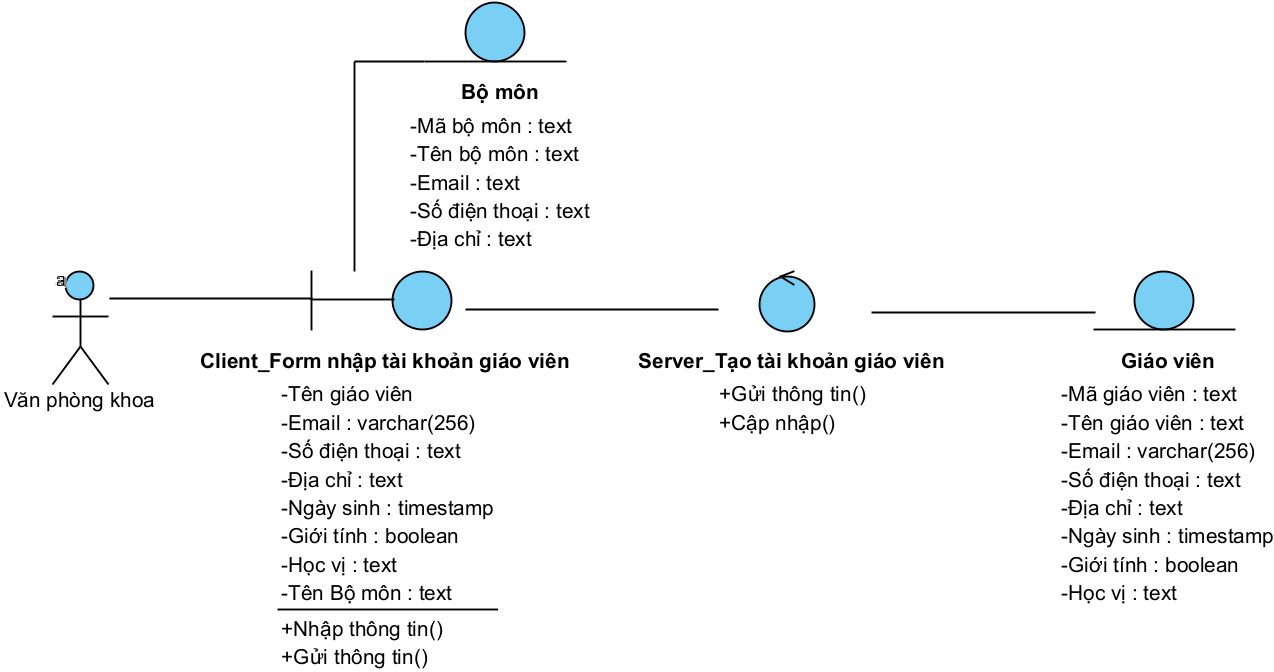 Bộ môn
-Mã bộ môn : text
-Tên bộ môn : text
-Email : text
-Số điện thoại : text
-Địa chỉ : text
Văn phòng khoa
Client_Form nhập tài khoản giáo viên
-Tên giáo viên
-Email : varchar(256)
-Số điện thoại : text
-Địa chỉ : text
-Ngày sinh : timestamp
-Giới tính : boolean
-Học vị : text
-Tên Bộ môn : text
+Nhập thông tin()
+Gửi thông tin()
Server_Tạo tài khoản giáo viên
+Gửi thông tin()
+Cập nhập()
Giáo viên
-Mã giáo viên : text
-Tên giáo viên : text
-Email : varchar(256)
-Số điện thoại : text
-Địa chỉ : text
-Ngày sinh : timestamp
-Giới tính : boolean
-Học vị : text